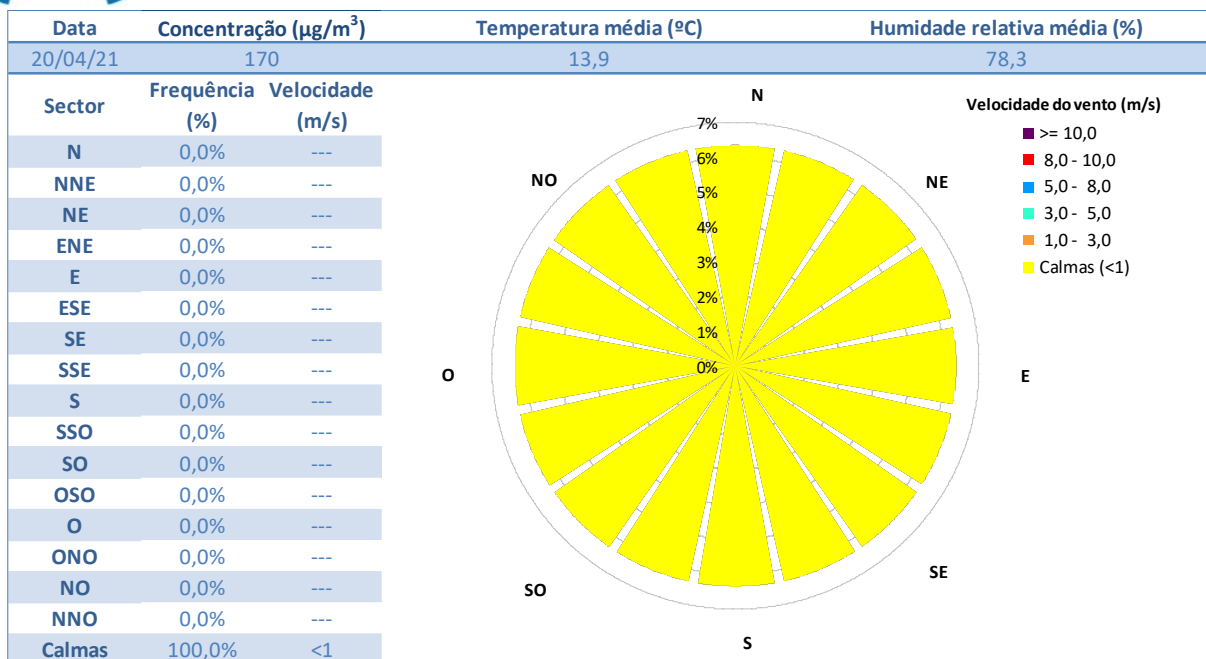 Data Concentração (µg/m³) Temperatura média (ºC) Humidade relativa média (%)
20/04/21 170 13,9 78,3
Sector Frequência (%) Velocidade (m/s)
N 0,0% ---
NNE 0,0% ---
NE 0,0% ---
ENE 0,0% ---
E 0,0% ---
ESE 0,0% ---
SE 0,0% ---
SSE 0,0% ---
S 0,0% ---
SSO 0,0% ---
SO 0,0% ---
OSO 0,0% ---
O 0,0% ---
ONO 0,0% ---
NO 0,0% ---
NNO 0,0% ---
Calmas 100,0% <1
N
NE
E
SE
S
SO
O
NO
7%
6%
5%
4%
3%
2%
1%
0%
Velocidade do vento (m/s)
>= 10,0
8,0 - 10,0
5,0 - 8,0
3,0 - 5,0
1,0 - 3,0
Calmas (<1)